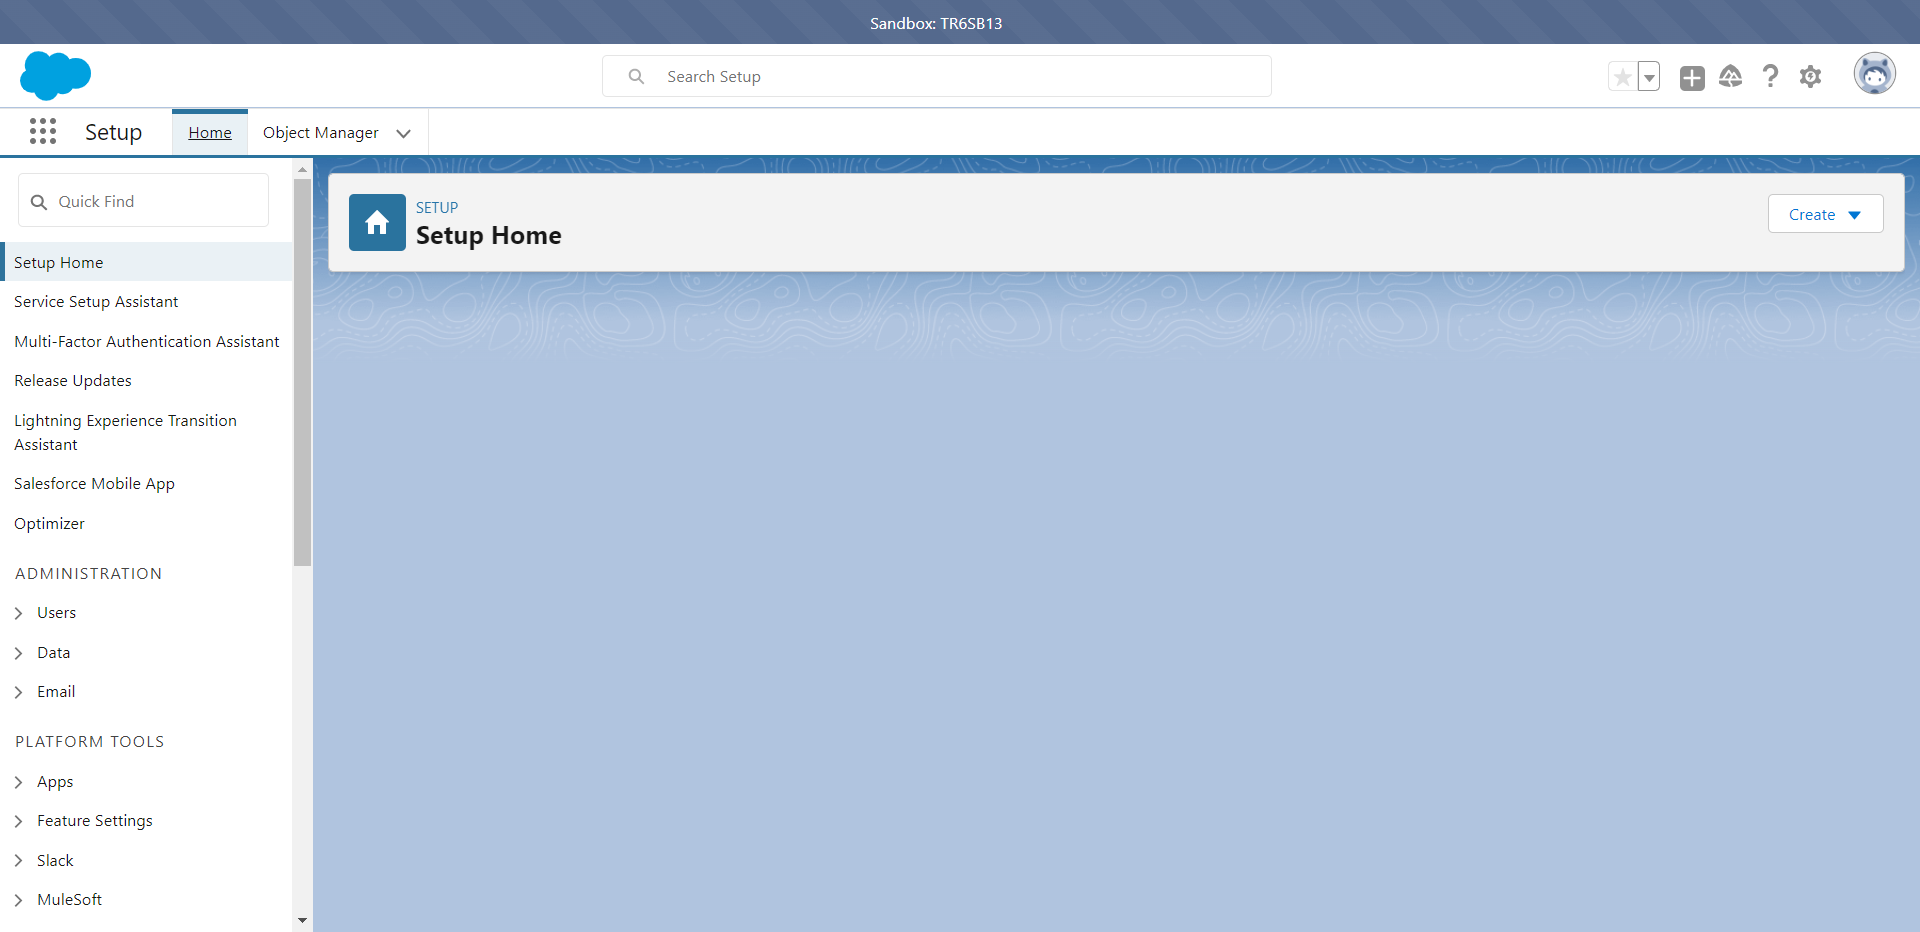 Sandbox: TR6SB13
Search Setup
Setup
Home
Object Manager
Quick Find
Setup Home
Service Setup Assistant
Multi-Factor Authentication Assistant
Release Updates
Lightning Experience Transition
Assistant
Salesforce Mobile App
Optimizer
ADMINISTRATION
Users
Data
Email
PLATFORM TOOLS
Apps
Feature Settings
Slack
MuleSoft
SETUP
Setup Home
Create